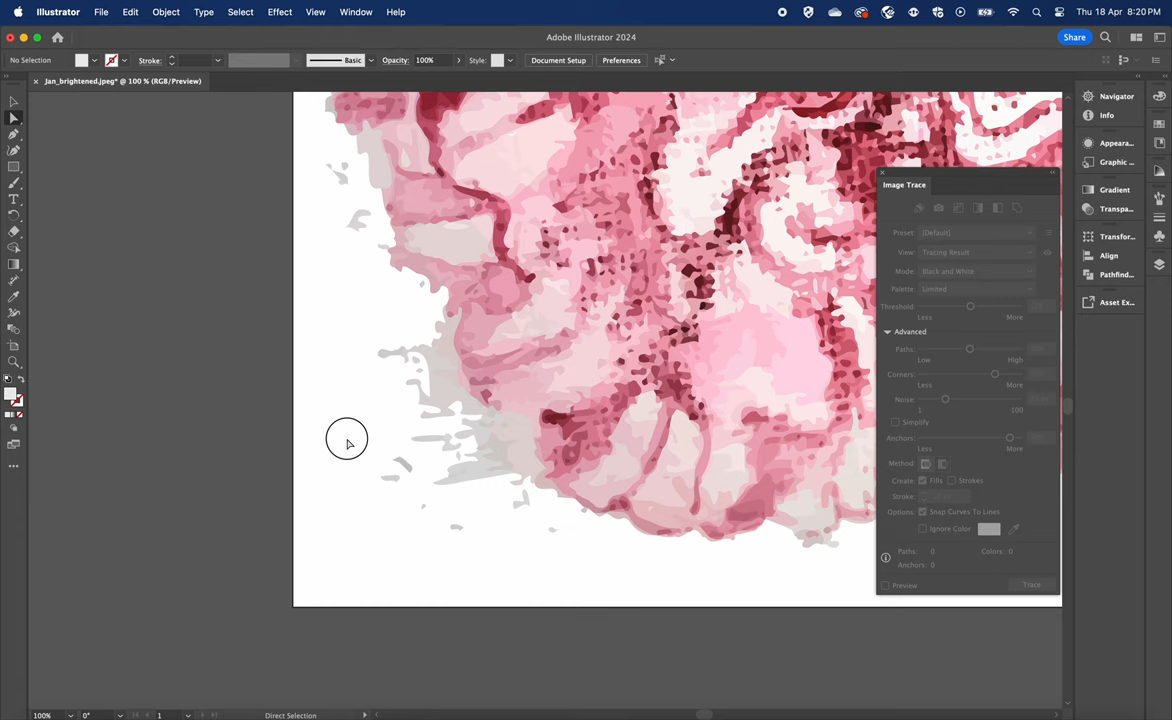 Illustrator File Edit Object Type Select Effect View Window Help Thu 18 Apr 8:20 PM
Adobe Illustrator 2024 Share
No Selection Stroke: Basic Opacity: 100% Style: Document Setup Preferences
× Jan_brightened.jpeg* @ 100 % (RGB/Preview)
Navigator
Info
Appeara...
Graphic ...
Gradient
Transpa...
Transfor...
Align
Pathfind...
Asset Ex...
Image Trace
Preset: [Default]
View: Tracing Result
Mode: Black and White
Palette: Limited
Threshold:
Less More
Advanced
Paths:
Low High
Corners:
Less More
Noise:
1 100
Simplify
Anchors:
Less More
Method:
Create: Fills Strokes
Stroke:
Options: Snap Curves To Lines
Ignore Color
Paths: 0 Colors: 0
Anchors: 0
Preview Trace
100% 0° 1 Direct Selection